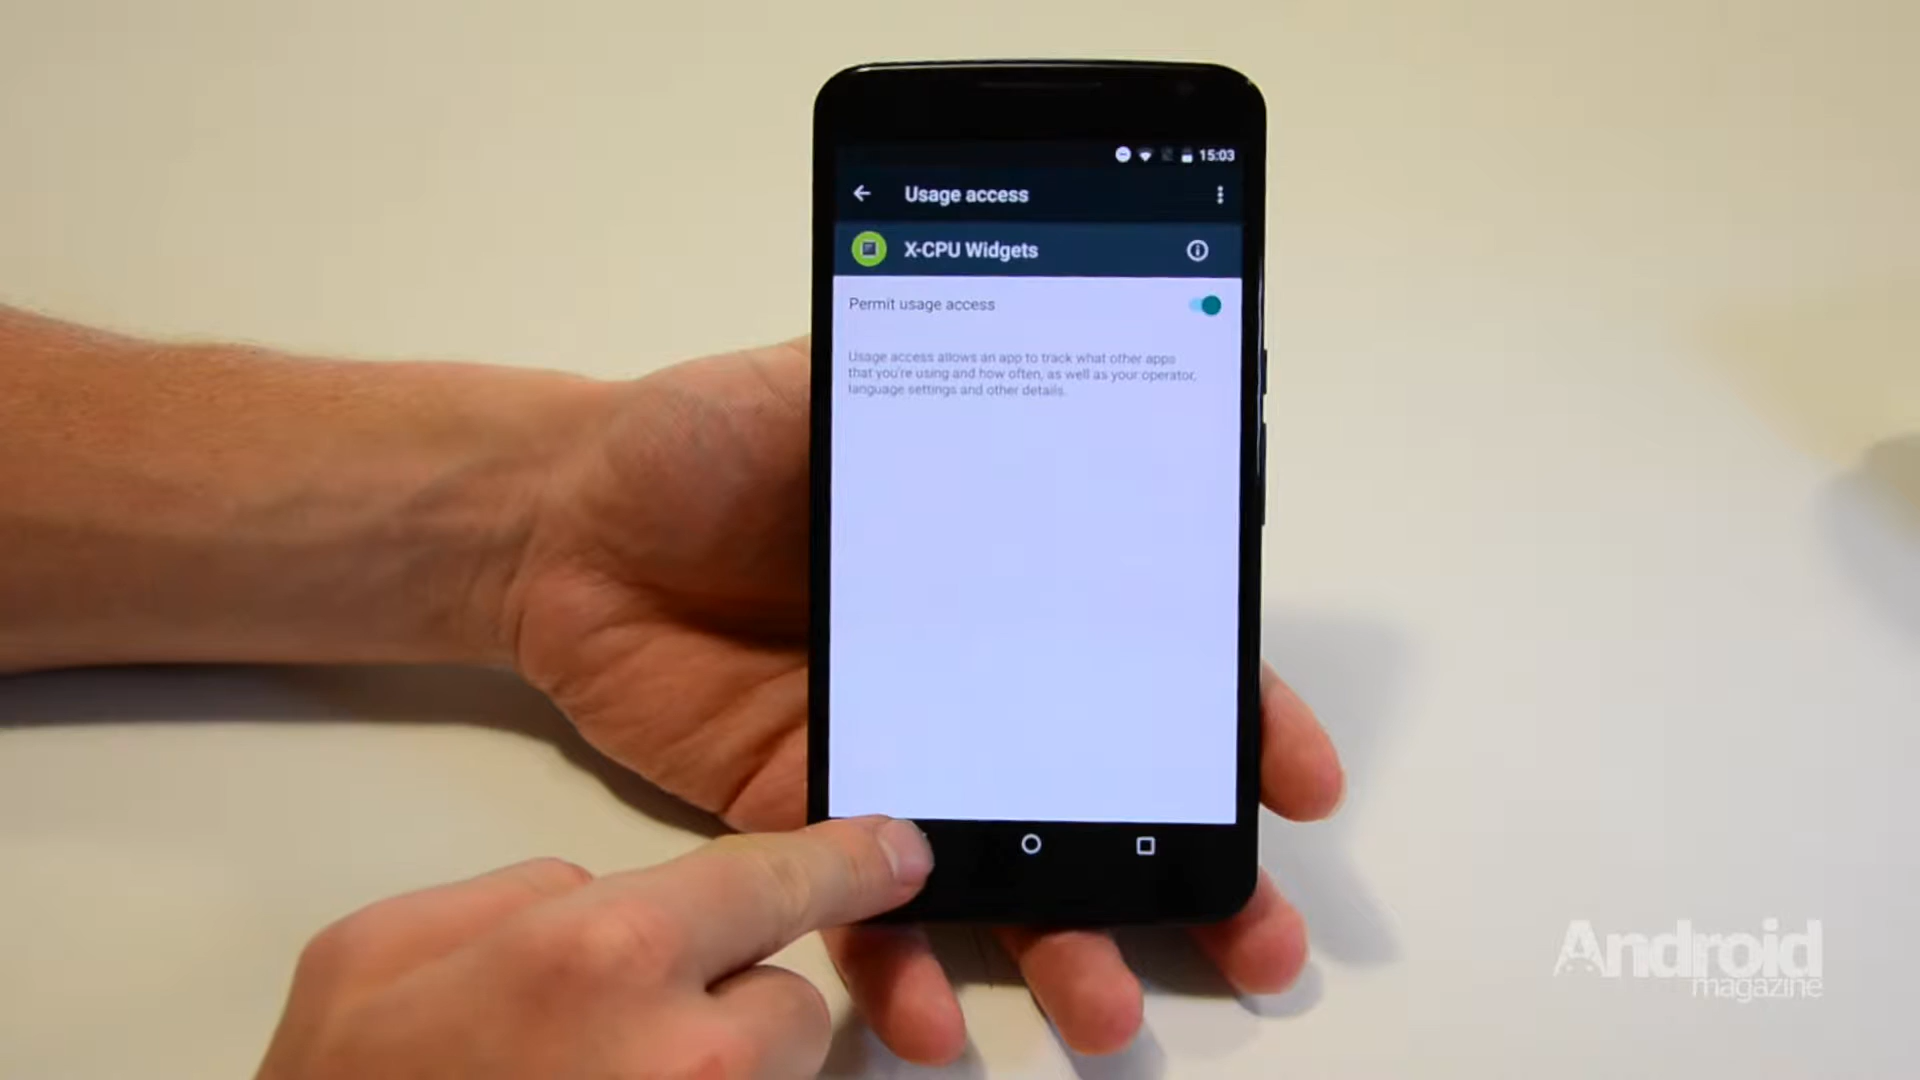 15:03
Usage access
X-CPU Widgets
Permit usage access
Usage access allows an app to track what other apps
that you're using and how often, as well as your operator,
language settings and other details.
Android
magazine